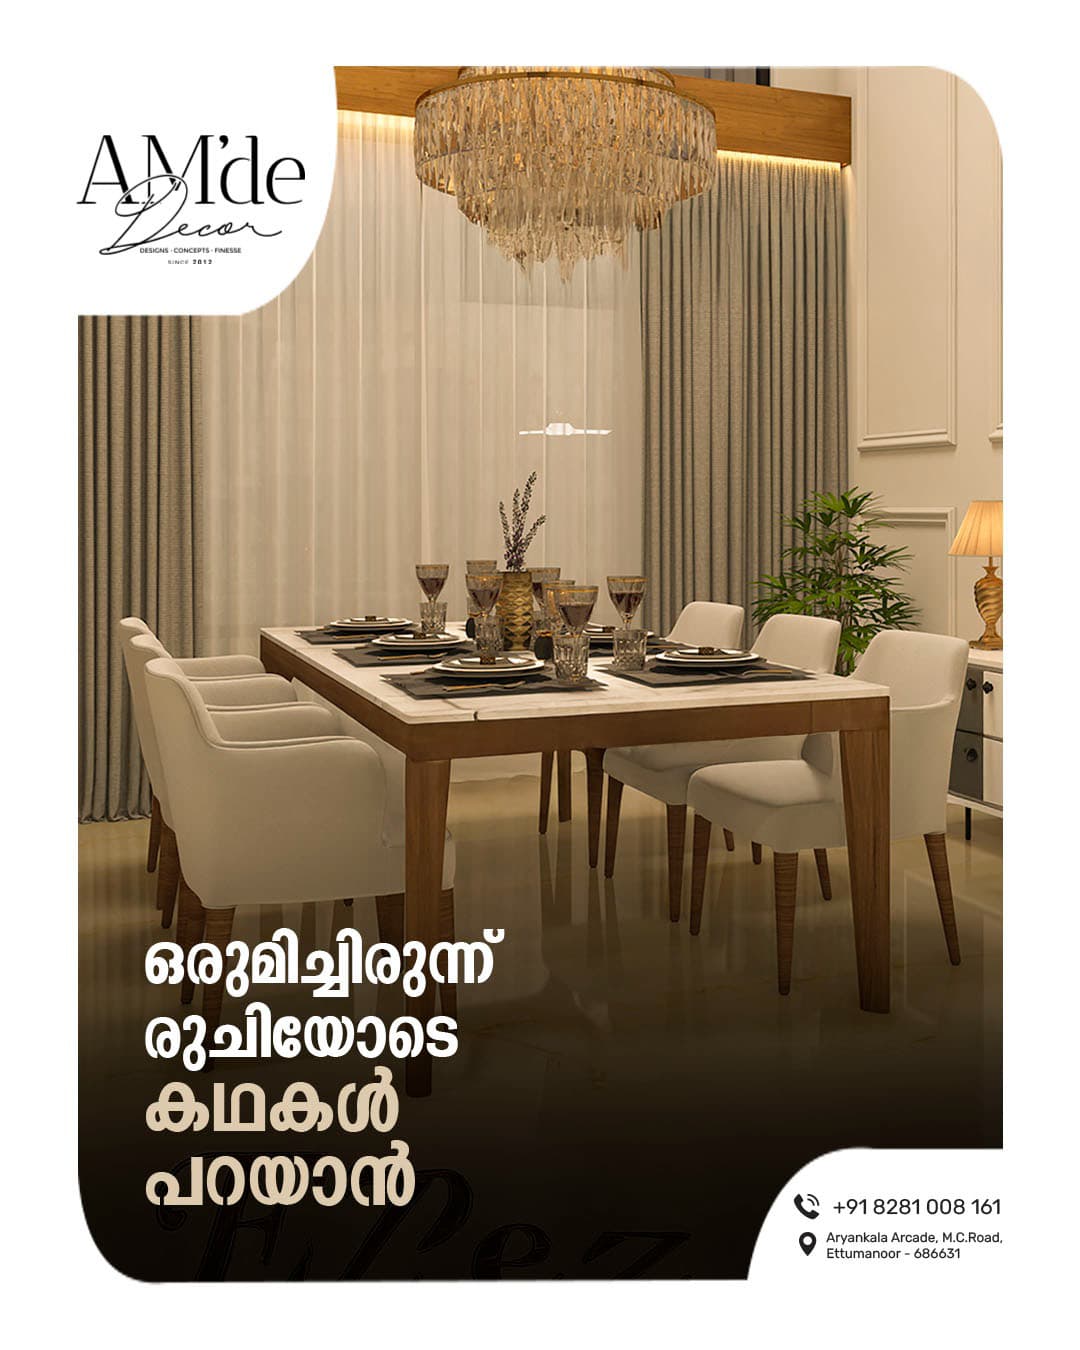 AM'de
Decor
DESIGNS · CONCEPTS · FINESSE
SINCE 2012
ഒരുമിച്ചിരുന്ന്
രുചിയോടെ
കഥകൾ
പറയാൻ
+91 8281 008 161
Aryankala Arcade, M.C.Road,
Ettumanoor - 686631